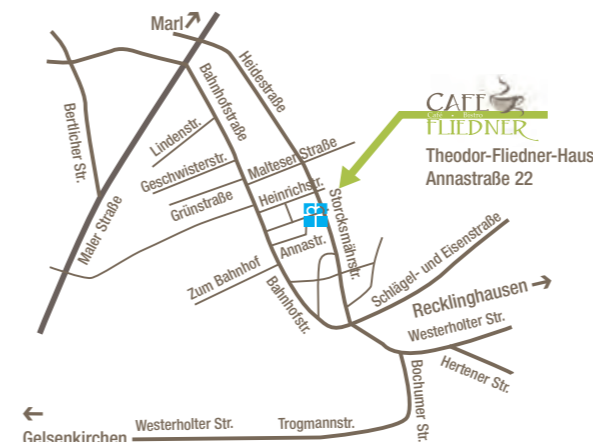 Marl
Heidestraße
Bahnhofstraße
Bertlicher Str.
Lindenstr.
CAFÉ
Café • Bistro
FLIEDNER
Theodor-Fliedner-Haus
Annastraße 22
Malteser Straße
Geschwisterstr.
Heinrichstr.
Grünstraße
Storcksmährstr.
Maler Straße
Annastr.
Zum Bahnhof
Bahnhofstr.
Schlägel- und Eisenstraße
Recklinghausen
Westerholter Str.
Hertener Str.
Bochumer Str.
Gelsenkirchen
Westerholter Str.
Trogmannstr.